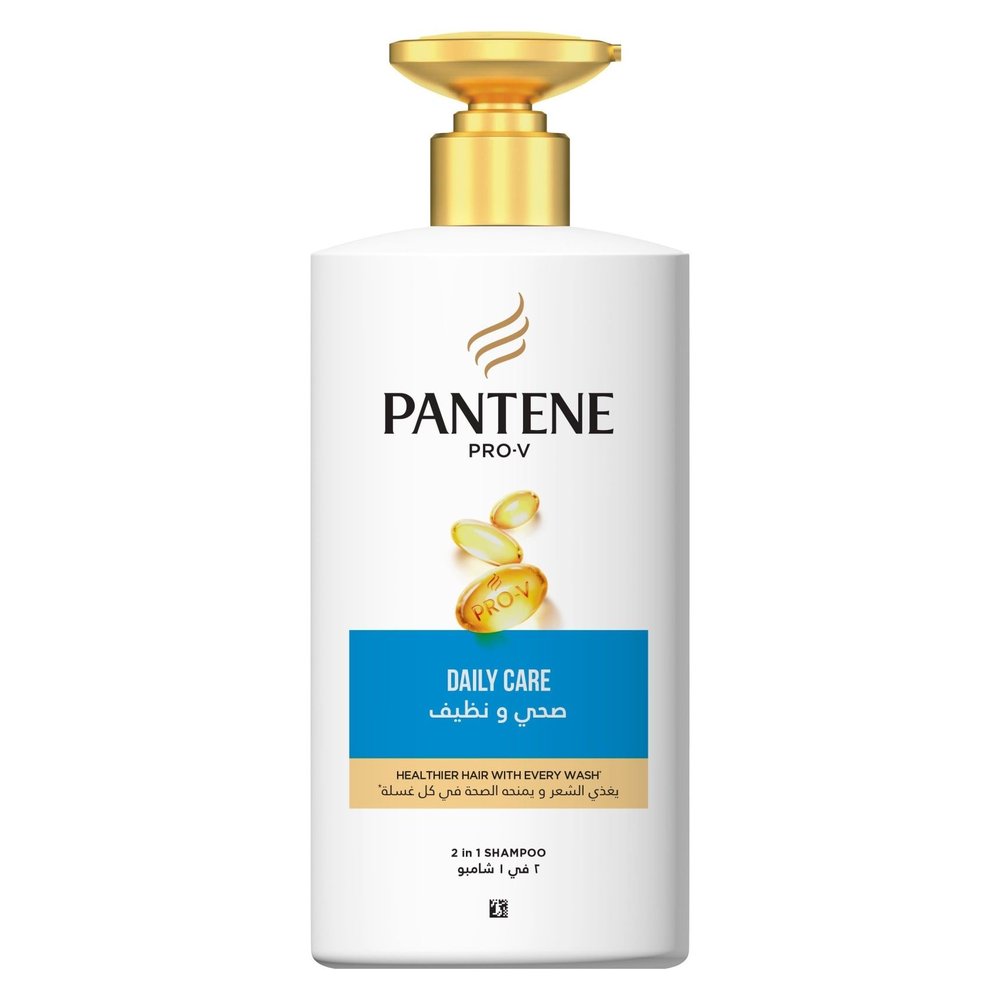 PANTENE
PRO-V
PRO-V
DAILY CARE
صحي و نظيف
HEALTHIER HAIR WITH EVERY WASH*
يغذي الشعر و يمنحه الصحة في كل غسلة*
2 in 1 SHAMPOO
٢ في ١ شامبو